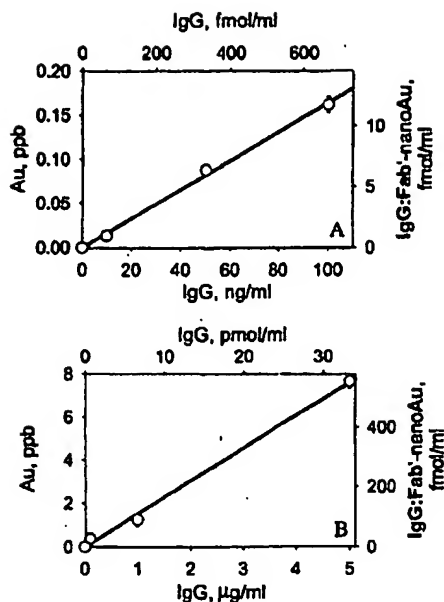 IgG, fmol/ml
0 200 400 600
0.20
0.15
0.10
0.05
0.00
Au, ppb
10
5
0
IgG:Fab'-nanoAu,
fmol/ml
A
0 20 40 60 80 100
IgG, ng/ml
IgG, pmol/ml
0 10 20 30
8
6
4
2
0
Au, ppb
400
200
0
IgG:Fab'-nanoAu,
fmol/ml
B
0 1 2 3 4 5
IgG, µg/ml